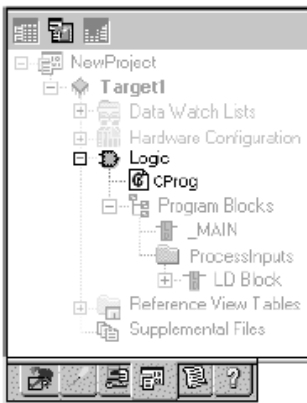 NewProject
Target1
Data Watch Lists
Hardware Configuration
Logic
CProg
Program Blocks
_MAIN
ProcessInputs
LD Block
Reference View Tables
Supplemental Files